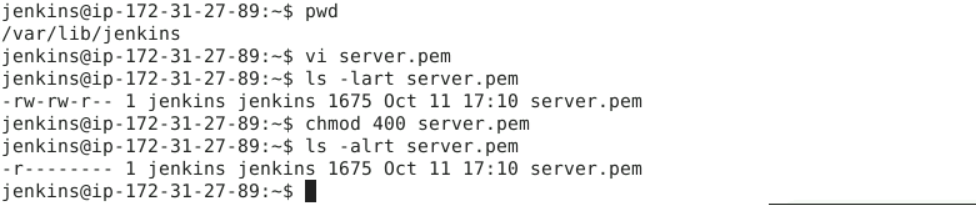 jenkins@ip-172-31-27-89:~$ pwd
/var/lib/jenkins
jenkins@ip-172-31-27-89:~$ vi server.pem
jenkins@ip-172-31-27-89:~$ ls -lart server.pem
-rw-rw-r-- 1 jenkins jenkins 1675 Oct 11 17:10 server.pem
jenkins@ip-172-31-27-89:~$ chmod 400 server.pem
jenkins@ip-172-31-27-89:~$ ls -alrt server.pem
-r-------- 1 jenkins jenkins 1675 Oct 11 17:10 server.pem
jenkins@ip-172-31-27-89:~$